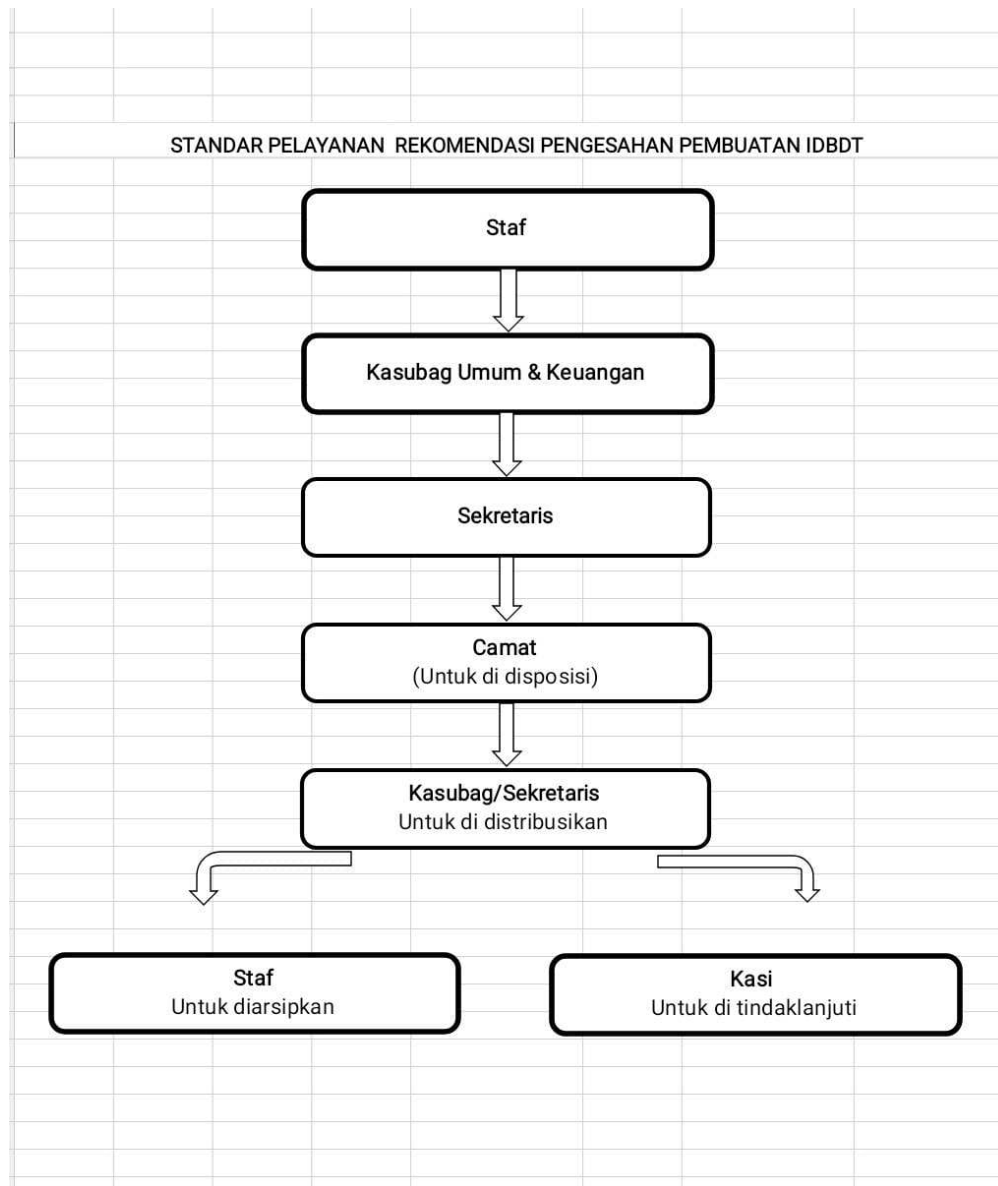 STANDAR PELAYANAN  REKOMENDASI PENGESAHAN PEMBUATAN IDBDT
Staf
Kasubag Umum & Keuangan
Sekretaris
Camat
(Untuk di disposisi)
Kasubag/Sekretaris
Untuk di distribusikan
Staf
Untuk diarsipkan
Kasi
Untuk di tindaklanjuti